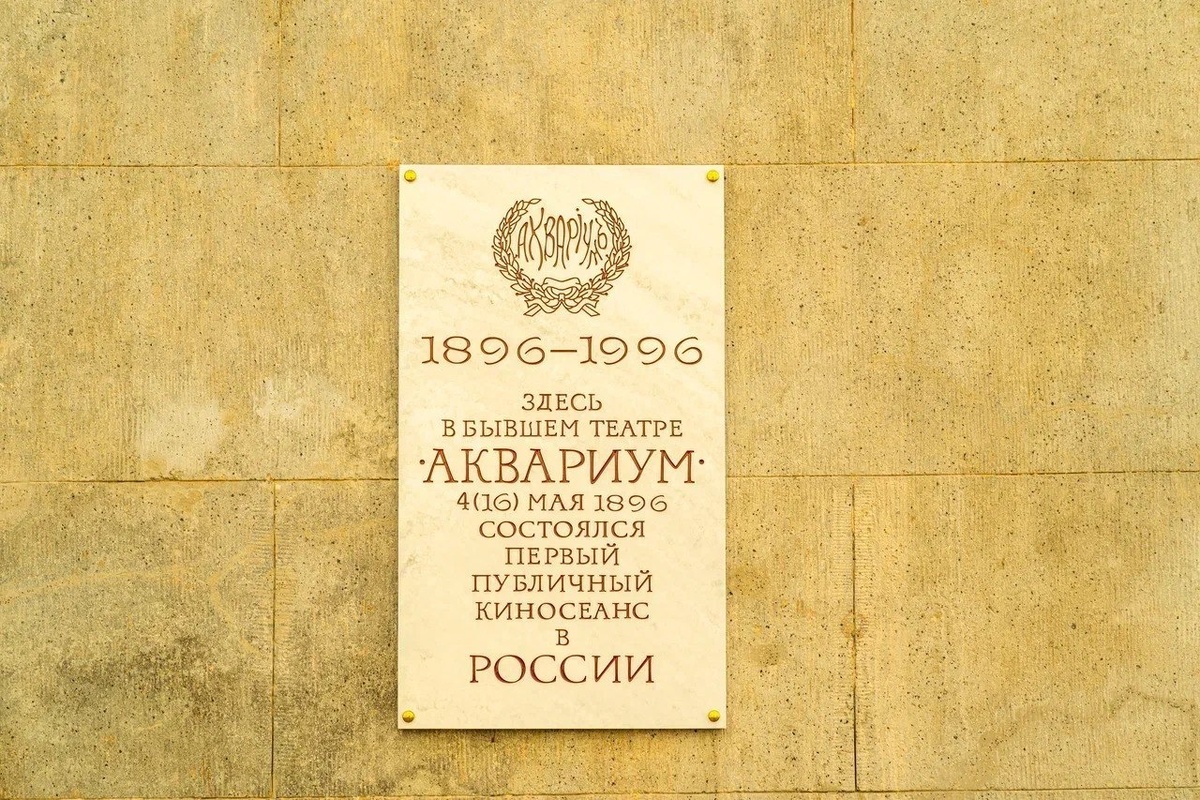 АКВАРІУМЪ
1896–1996
ЗДЕСЬ
В БЫВШЕМ ТЕАТРЕ
·АКВАРИУМ·
4(16) МАЯ 1896
СОСТОЯЛСЯ
ПЕРВЫЙ
ПУБЛИЧНЫЙ
КИНОСЕАНС
В
РОССИИ